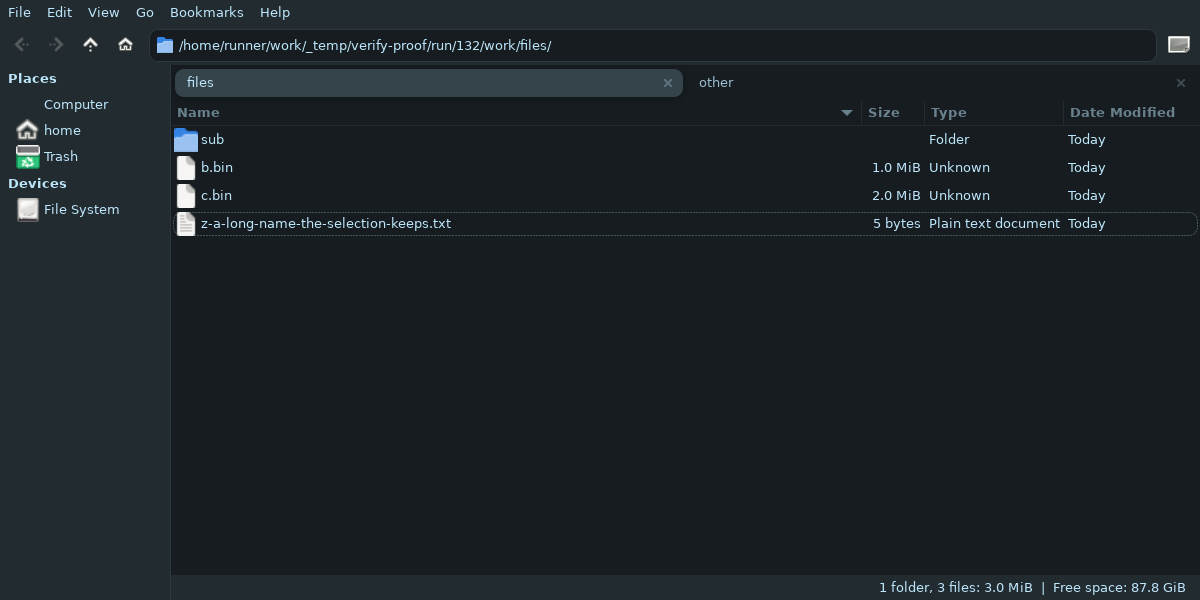 File Edit View Go Bookmarks Help
/home/runner/work/_temp/verify-proof/run/132/work/files/
Places
Computer
home
Trash
Devices
File System
files other
Name Size Type Date Modified
sub Folder Today
b.bin 1.0 MiB Unknown Today
c.bin 2.0 MiB Unknown Today
z-a-long-name-the-selection-keeps.txt 5 bytes Plain text document Today
1 folder, 3 files: 3.0 MiB | Free space: 87.8 GiB